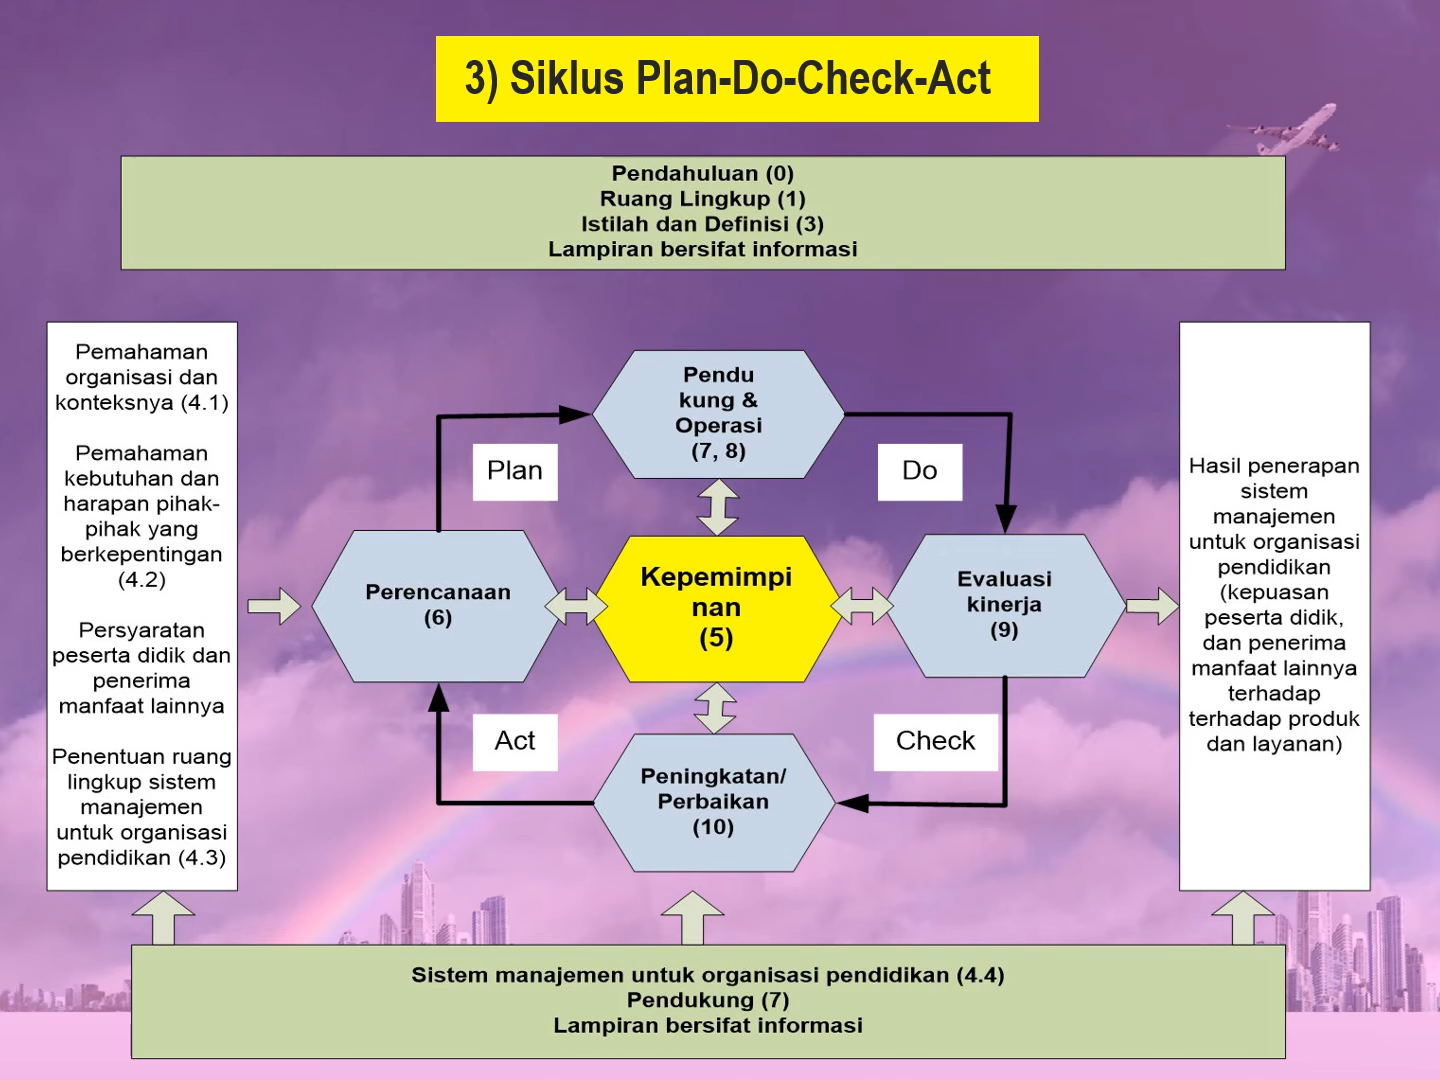 3) Siklus Plan-Do-Check-Act
Pendahuluan (0)
Ruang Lingkup (1)
Istilah dan Definisi (3)
Lampiran bersifat informasi
Pemahaman
organisasi dan
konteksnya (4.1)
Pemahaman
kebutuhan dan
harapan pihak-
pihak yang
berkepentingan
(4.2)
Persyaratan
peserta didik dan
penerima
manfaat lainnya
Penentuan ruang
lingkup sistem
manajemen
untuk organisasi
pendidikan (4.3)
Pendu
kung &
Operasi
(7, 8)
Plan
Do
Perencanaan
(6)
Kepemimpi
nan
(5)
Evaluasi
kinerja
(9)
Act
Check
Peningkatan/
Perbaikan
(10)
Hasil penerapan
sistem
manajemen
untuk organisasi
pendidikan
(kepuasan
peserta didik,
dan penerima
manfaat lainnya
terhadap
terhadap produk
dan layanan)
Sistem manajemen untuk organisasi pendidikan (4.4)
Pendukung (7)
Lampiran bersifat informasi